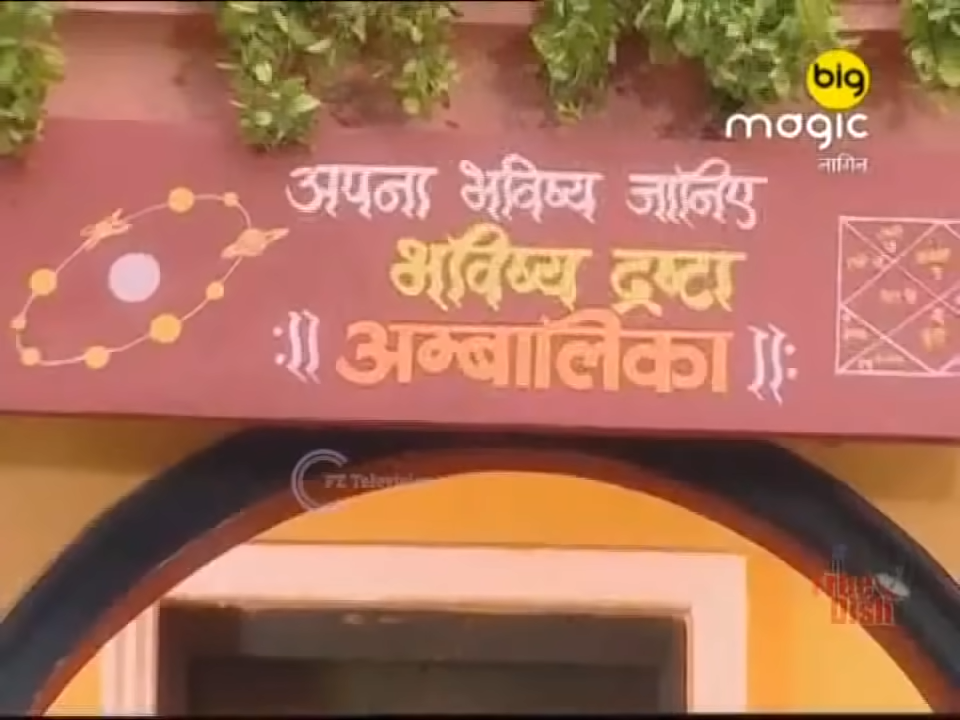 big
magic
नागिन
अपना भविष्य जानिए
भविष्य द्रष्टा
:|| अम्बालिका ||: